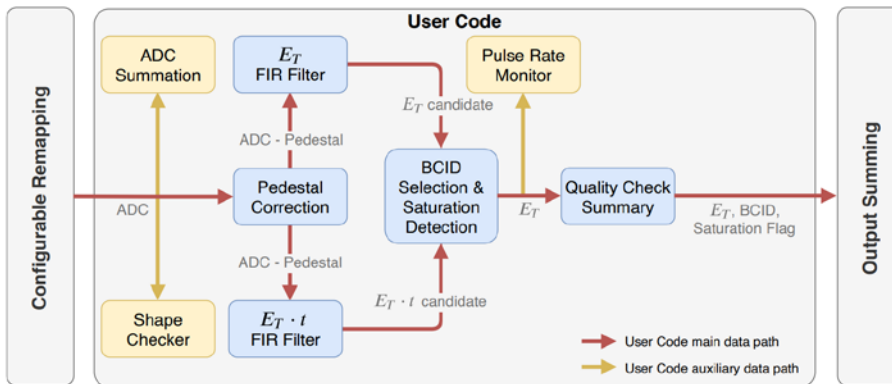 User Code
Configurable Remapping
ADC
Summation
E_T
FIR Filter
Pulse Rate
Monitor
E_T candidate
ADC - Pedestal
ADC
Pedestal
Correction
BCID
Selection &
Saturation
Detection
E_T
Quality Check
Summary
E_T, BCID,
Saturation Flag
Output Summing
ADC - Pedestal
E_T · t candidate
Shape
Checker
E_T · t
FIR Filter
User Code main data path
User Code auxiliary data path